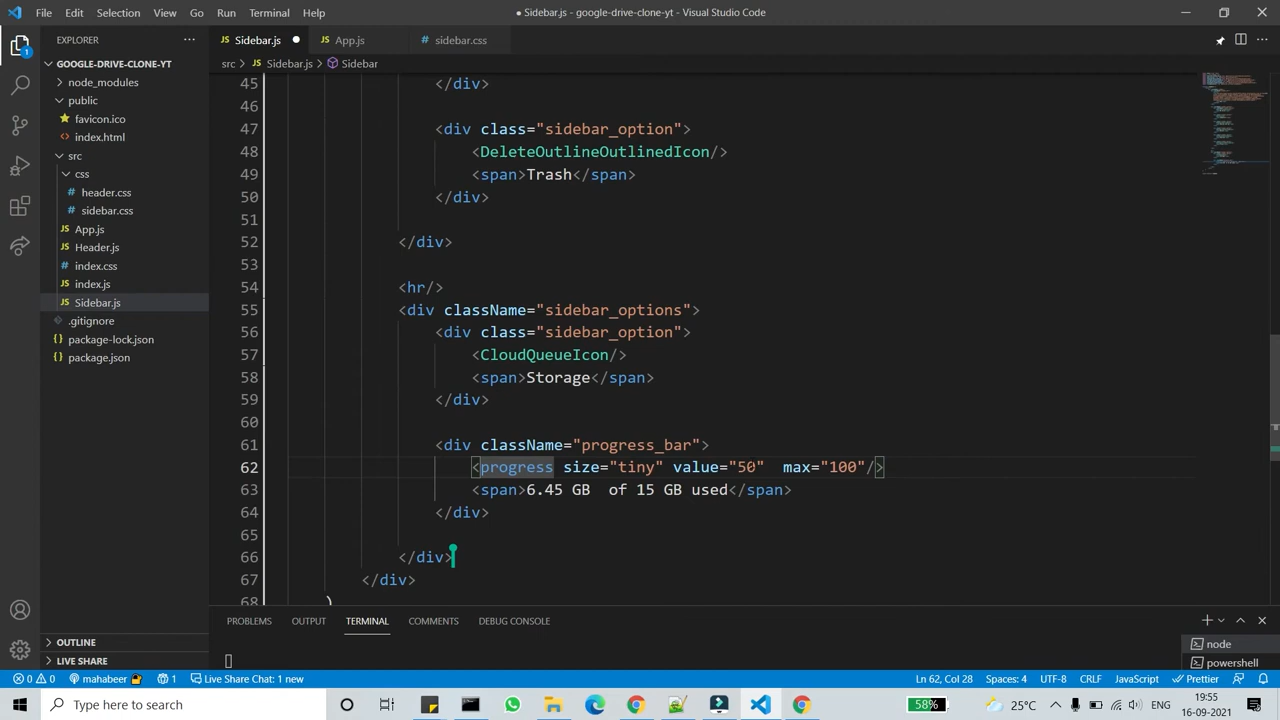 File Edit Selection View Go Run Terminal Help
● Sidebar.js - google-drive-clone-yt - Visual Studio Code
EXPLORER
Sidebar.js
App.js
sidebar.css
GOOGLE-DRIVE-CLONE-YT
src > Sidebar.js > Sidebar
node_modules
public
favicon.ico
index.html
src
css
header.css
sidebar.css
App.js
Header.js
index.css
index.js
Sidebar.js
.gitignore
package-lock.json
package.json
OUTLINE
LIVE SHARE
45 </div>
46
47 <div class="sidebar_option">
48 <DeleteOutlineOutlinedIcon/>
49 <span>Trash</span>
50 </div>
51
52 </div>
53
54 <hr/>
55 <div className="sidebar_options">
56 <div class="sidebar_option">
57 <CloudQueueIcon/>
58 <span>Storage</span>
59 </div>
60
61 <div className="progress_bar">
62 <progress size="tiny" value="50"  max="100"/>
63 <span>6.45 GB  of 15 GB used</span>
64 </div>
65
66 </div>
67 </div>
68 )
PROBLEMS OUTPUT TERMINAL COMMENTS DEBUG CONSOLE
node
powershell
0 0 mahabeer 1 Live Share Chat: 1 new
Ln 62, Col 28 Spaces: 4 UTF-8 CRLF JavaScript Prettier
Type here to search
58% 25°C ENG
19:55
16-09-2021